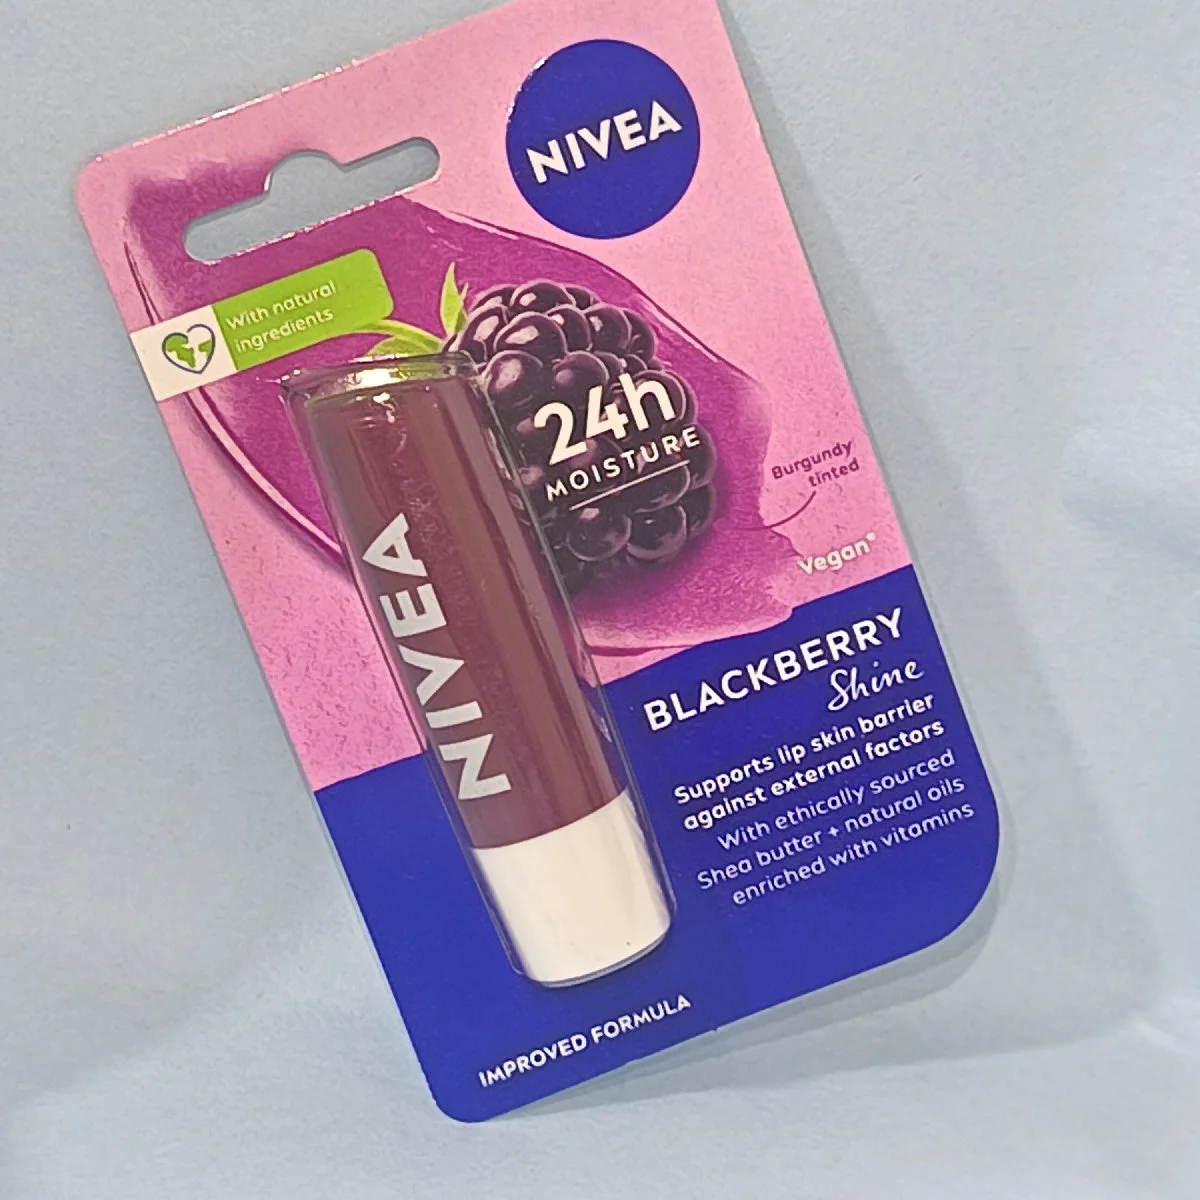 NIVEA
With natural
ingredients
24h
MOISTURE
Burgundy
tinted
Vegan*
NIVEA
BLACKBERRY
Shine
Supports lip skin barrier
against external factors
With ethically sourced
Shea butter + natural oils
enriched with vitamins
IMPROVED FORMULA